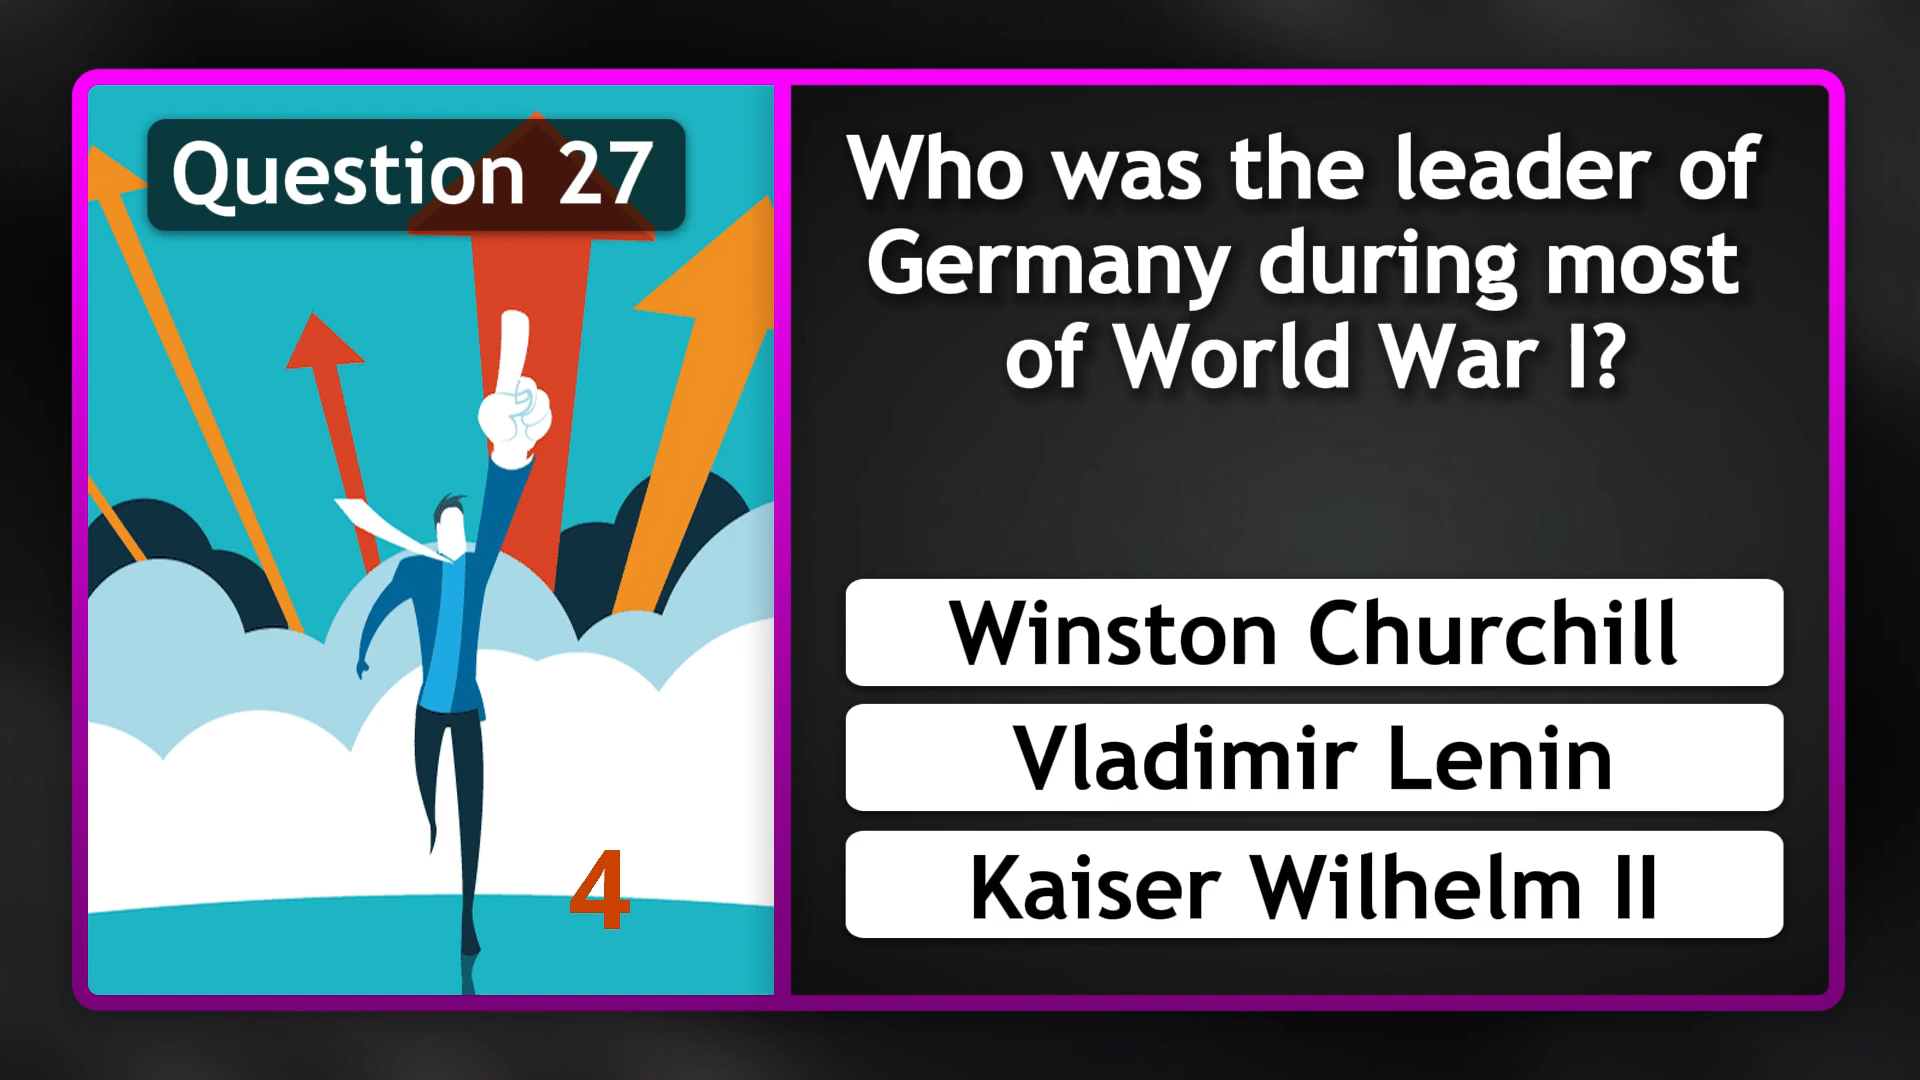 Question 27
Who was the leader of
Germany during most
of World War I?
Winston Churchill
Vladimir Lenin
Kaiser Wilhelm II
4